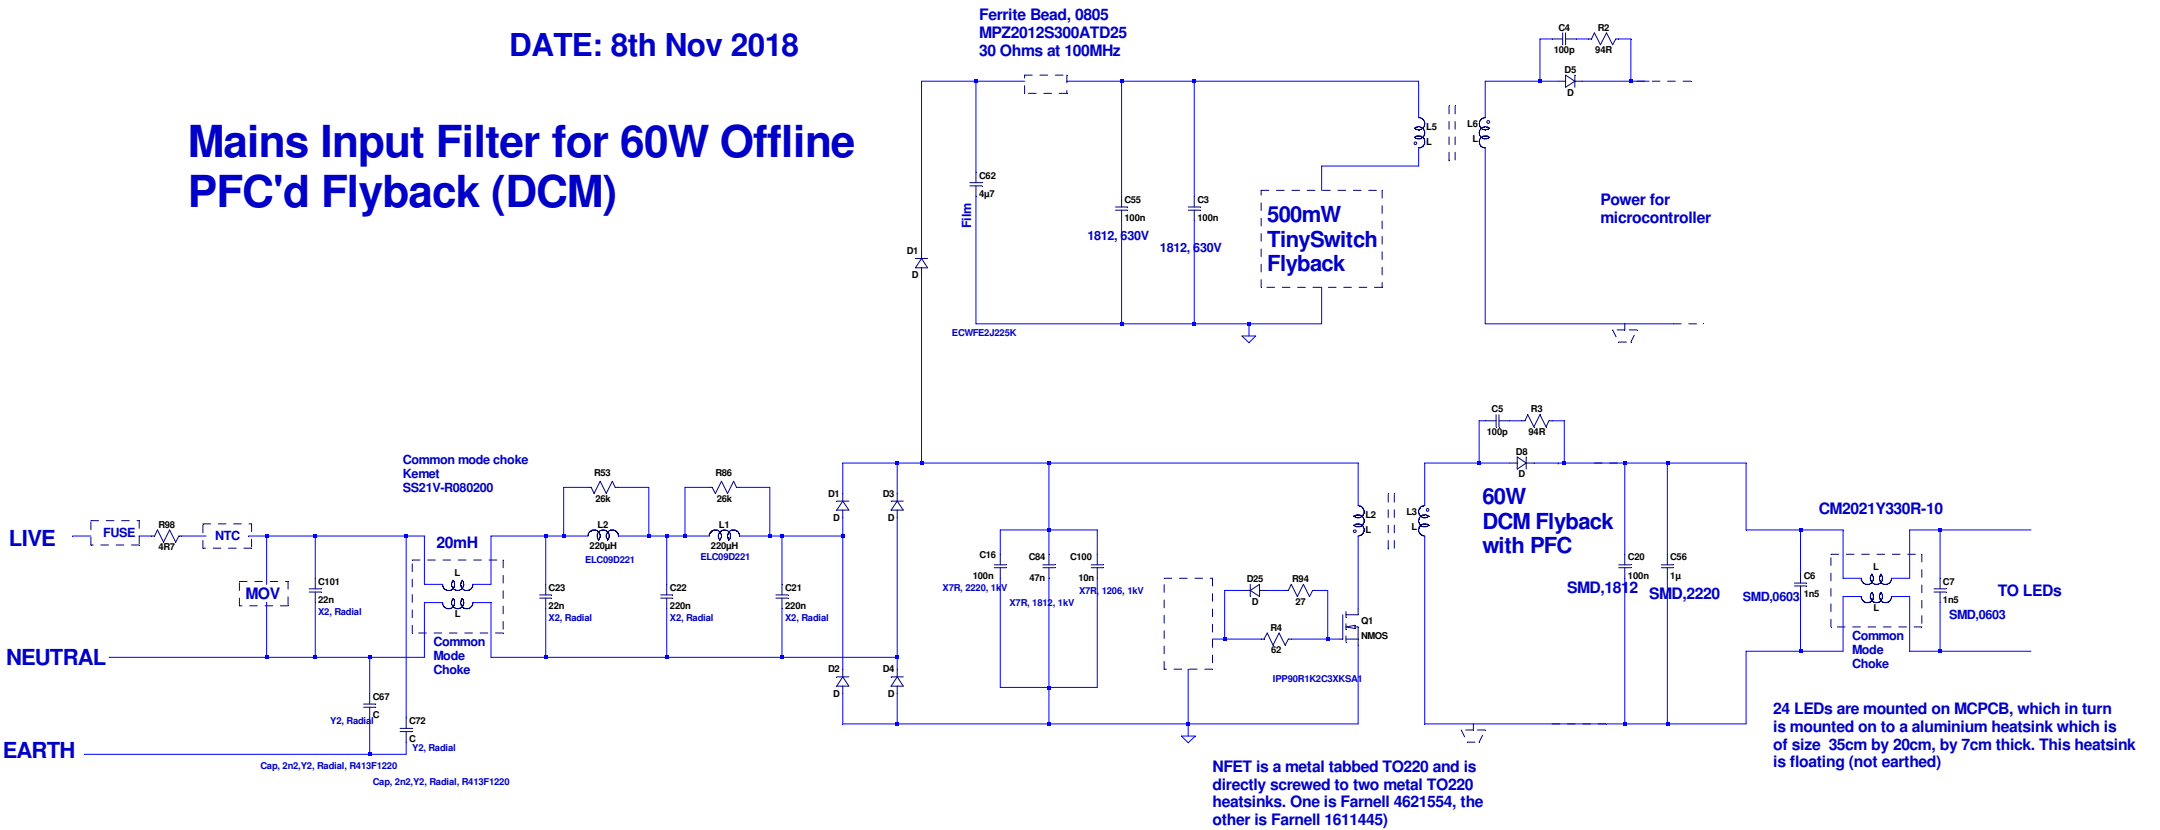 DATE: 8th Nov 2018
Mains Input Filter for 60W Offline
PFC'd Flyback (DCM)
Ferrite Bead, 0805
MPZ2012S300ATD25
30 Ohms at 100MHz
C4
100p
R2
94R
D5
D
L5
L
L6
L
C62
4µ7
Film
C55
100n
1812, 630V
C3
100n
1812, 630V
500mW
TinySwitch
Flyback
Power for
microcontroller
D1
D
ECWFE2J225K
Common mode choke
Kemet
SS21V-R080200
R53
26k
R86
26k
L2
220µH
ELC09D221
L1
220µH
ELC09D221
LIVE
FUSE
R98
4R7
NTC
20mH
L
L
Common
Mode
Choke
MOV
C101
22n
X2, Radial
C23
22n
X2, Radial
C22
220n
X2, Radial
C21
220n
X2, Radial
NEUTRAL
C67
C
Y2, Radial
C72
C
Y2, Radial
EARTH
Cap, 2n2,Y2, Radial, R413F1220
Cap, 2n2,Y2, Radial, R413F1220
D1
D
D3
D
D2
D
D4
D
C16
100n
X7R, 2220, 1kV
C84
47n
X7R, 1812, 1kV
C100
10n
X7R, 1206, 1kV
D25
D
R94
27
R4
62
Q1
NMOS
IPP90R1K2C3XKSA1
L2
L
L3
L
C5
100p
R3
94R
D8
D
60W
DCM Flyback
with PFC
C20
100n
SMD,1812
C56
1µ
SMD,2220
CM2021Y330R-10
C6
1n5
SMD,0603
L
L
Common
Mode
Choke
C7
1n5
SMD,0603
TO LEDs
24 LEDs are mounted on MCPCB, which in turn
is mounted on to a aluminium heatsink which is
of size 35cm by 20cm, by 7cm thick. This heatsink
is floating (not earthed)
NFET is a metal tabbed TO220 and is
directly screwed to two metal TO220
heatsinks. One is Farnell 4621554, the
other is Farnell 1611445)